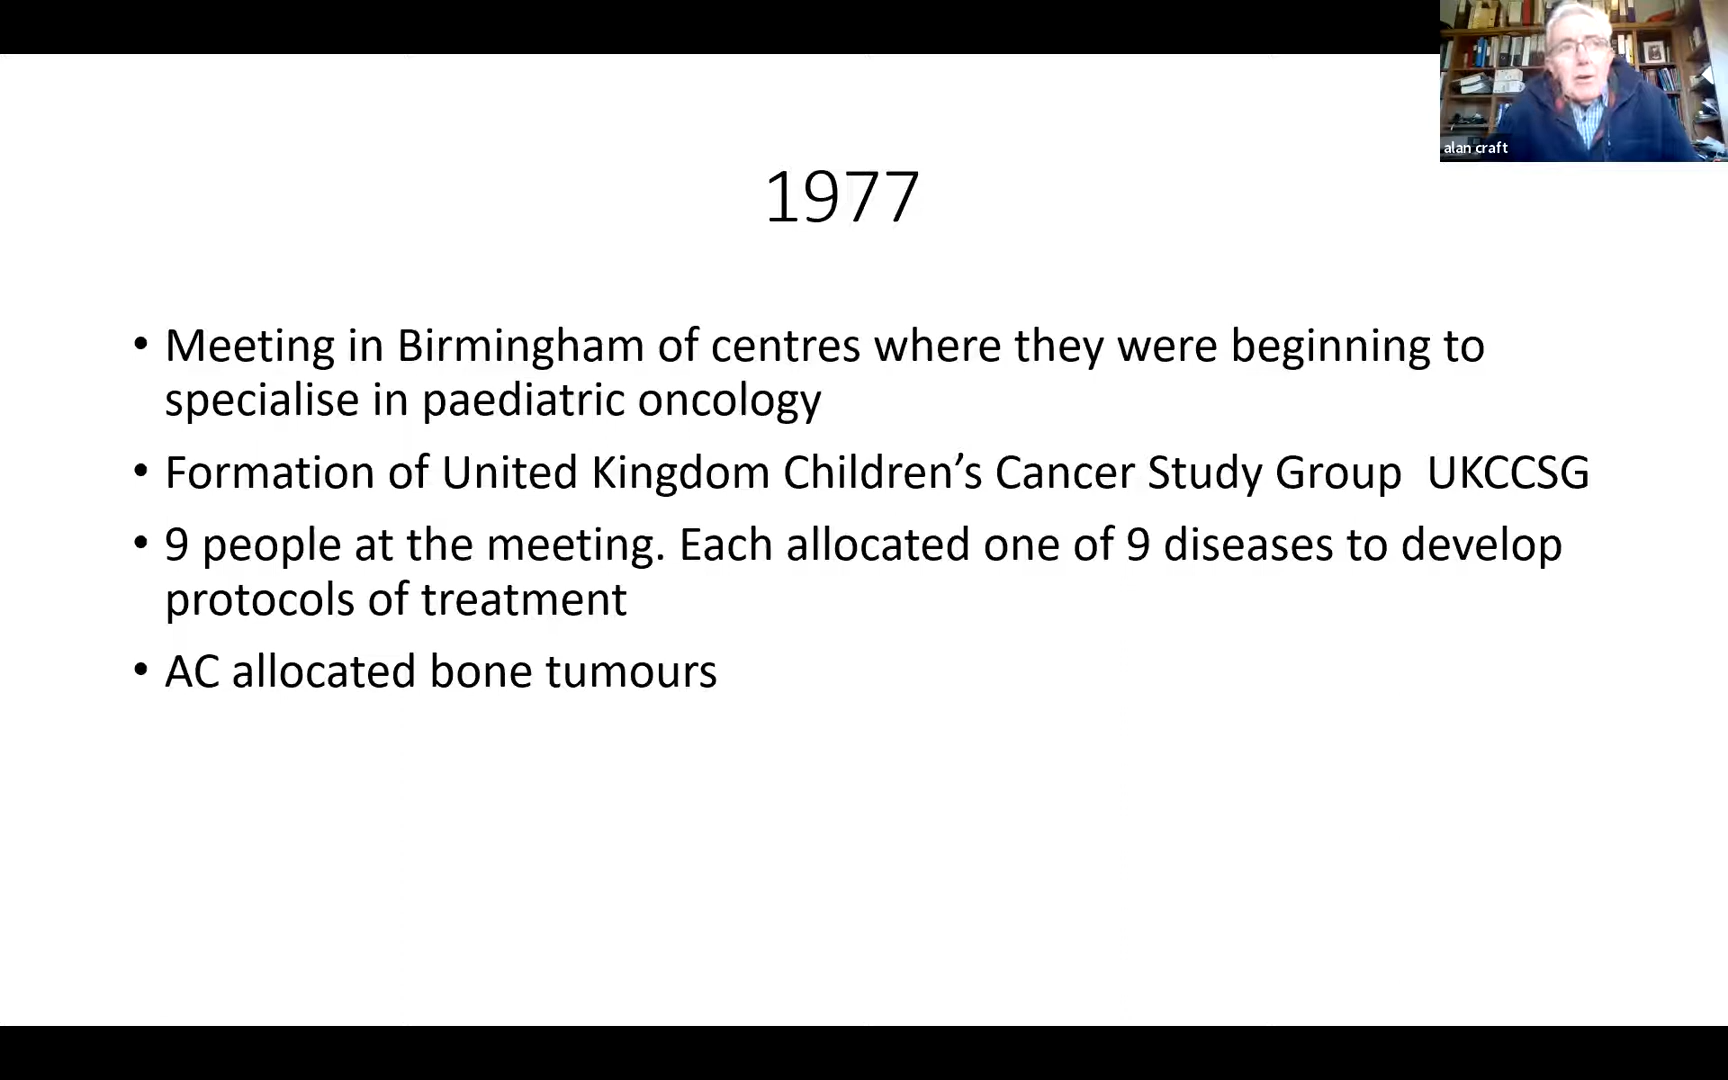 alan craft
1977
• Meeting in Birmingham of centres where they were beginning to
specialise in paediatric oncology
• Formation of United Kingdom Children’s Cancer Study Group  UKCCSG
• 9 people at the meeting. Each allocated one of 9 diseases to develop
protocols of treatment
• AC allocated bone tumours